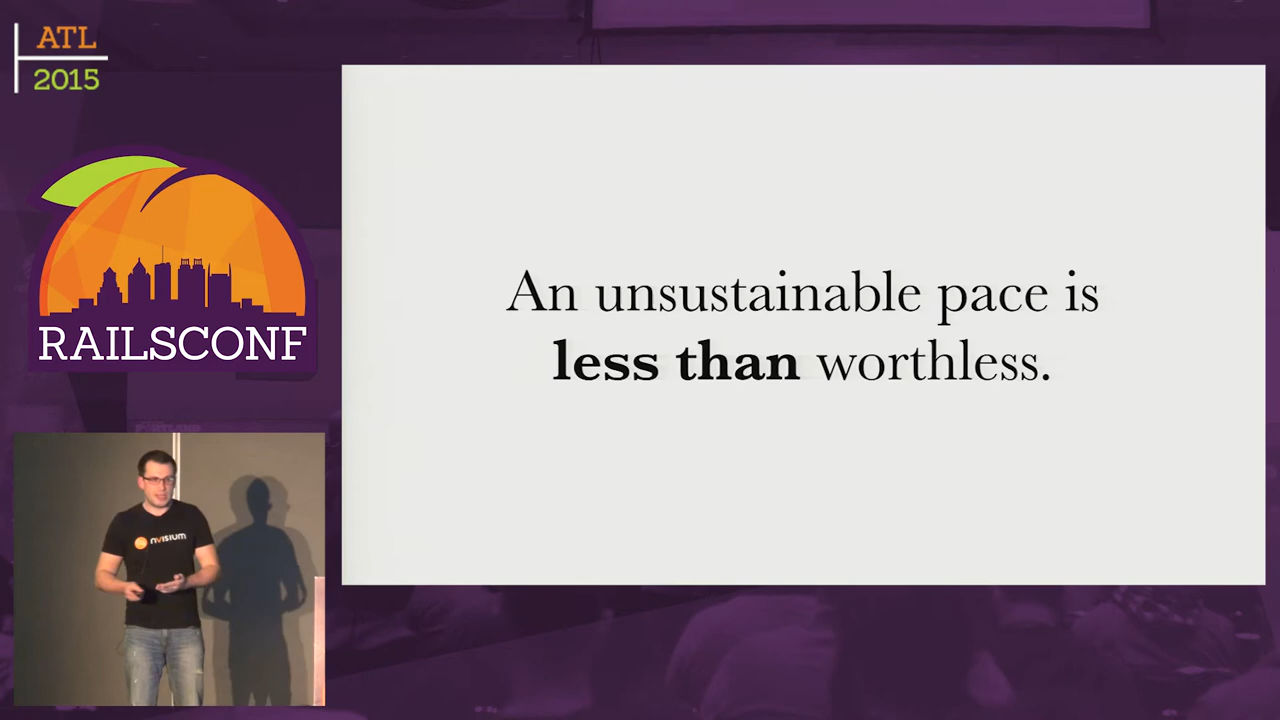 ATL
2015
RAILSCONF
nvisium
An unsustainable pace is
less than worthless.